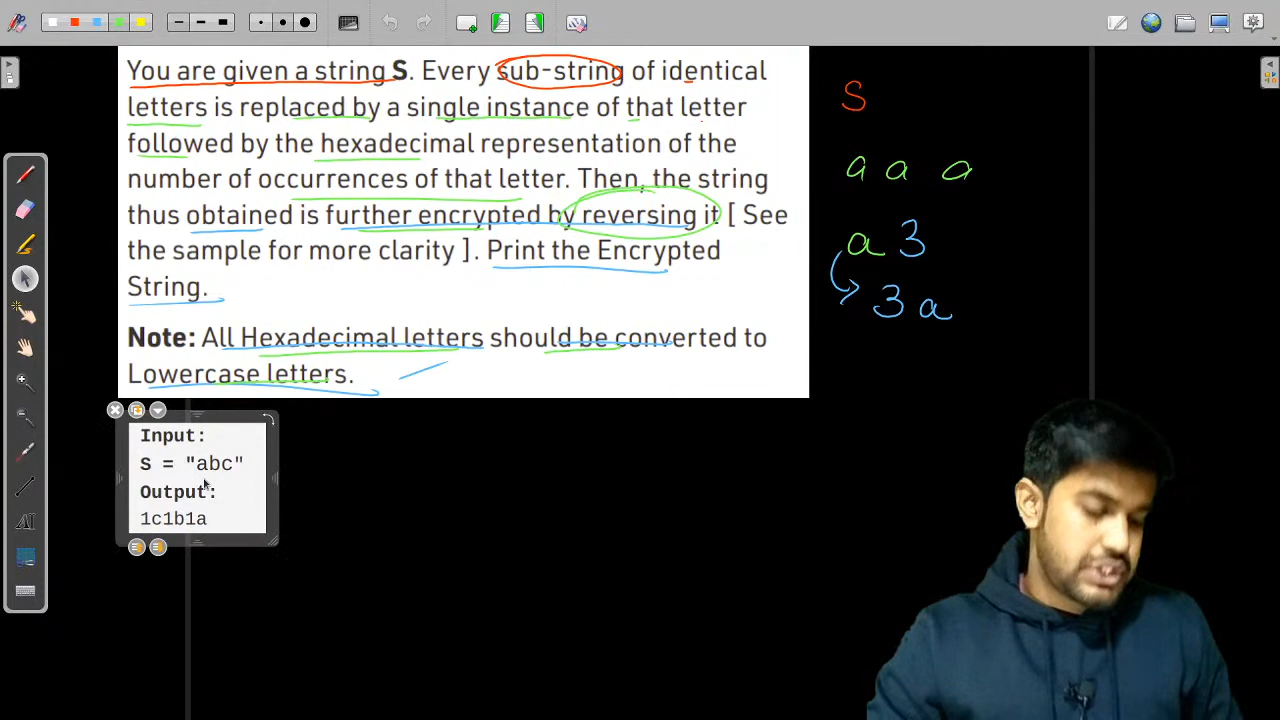 You are given a string S. Every sub-string of identical
letters is replaced by a single instance of that letter
followed by the hexadecimal representation of the
number of occurrences of that letter. Then, the string
thus obtained is further encrypted by reversing it [ See
the sample for more clarity ]. Print the Encrypted
String.
Note: All Hexadecimal letters should be converted to
Lowercase letters.
Input:
S = "abc"
Output:
1c1b1a
S
a a a
a 3
3 a